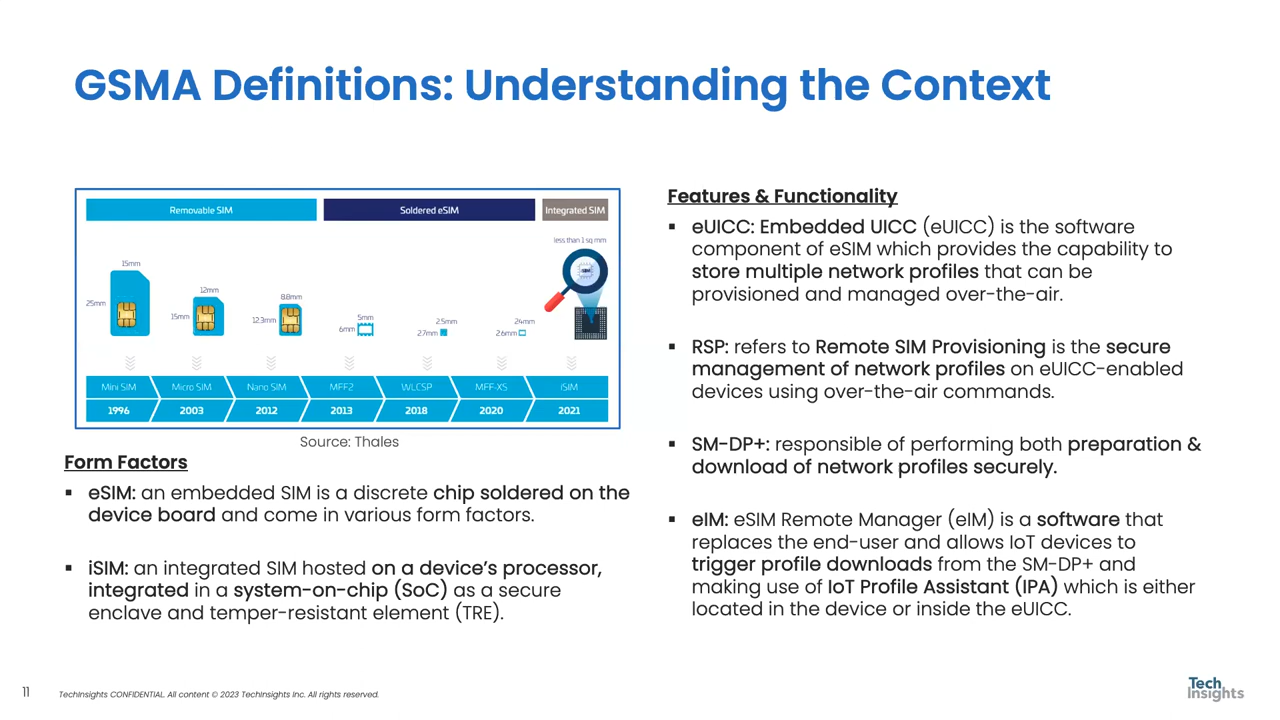 GSMA Definitions: Understanding the Context
Removable SIM
Soldered eSIM
Integrated SIM
less than 1 sq mm
15mm
25mm
12mm
15mm
8.8mm
12.3mm
5mm
6mm
2.5mm
2.7mm
2.4mm
2.6mm
Mini SIM
Micro SIM
Nano SIM
MFF2
WLCSP
MFF-XS
iSIM
1996
2003
2012
2013
2018
2020
2021
Source: Thales
Form Factors
▪ eSIM: an embedded SIM is a discrete chip soldered on the
device board and come in various form factors.
▪ iSIM: an integrated SIM hosted on a device’s processor,
integrated in a system-on-chip (SoC) as a secure
enclave and temper-resistant element (TRE).
Features & Functionality
▪ eUICC: Embedded UICC (eUICC) is the software
component of eSIM which provides the capability to
store multiple network profiles that can be
provisioned and managed over-the-air.
▪ RSP: refers to Remote SIM Provisioning is the secure
management of network profiles on eUICC-enabled
devices using over-the-air commands.
▪ SM-DP+: responsible of performing both preparation &
download of network profiles securely.
▪ eIM: eSIM Remote Manager (eIM) is a software that
replaces the end-user and allows IoT devices to
trigger profile downloads from the SM-DP+ and
making use of IoT Profile Assistant (IPA) which is either
located in the device or inside the eUICC.
11
TechInsights CONFIDENTIAL. All content © 2023 TechInsights Inc. All rights reserved.
Tech
Insights